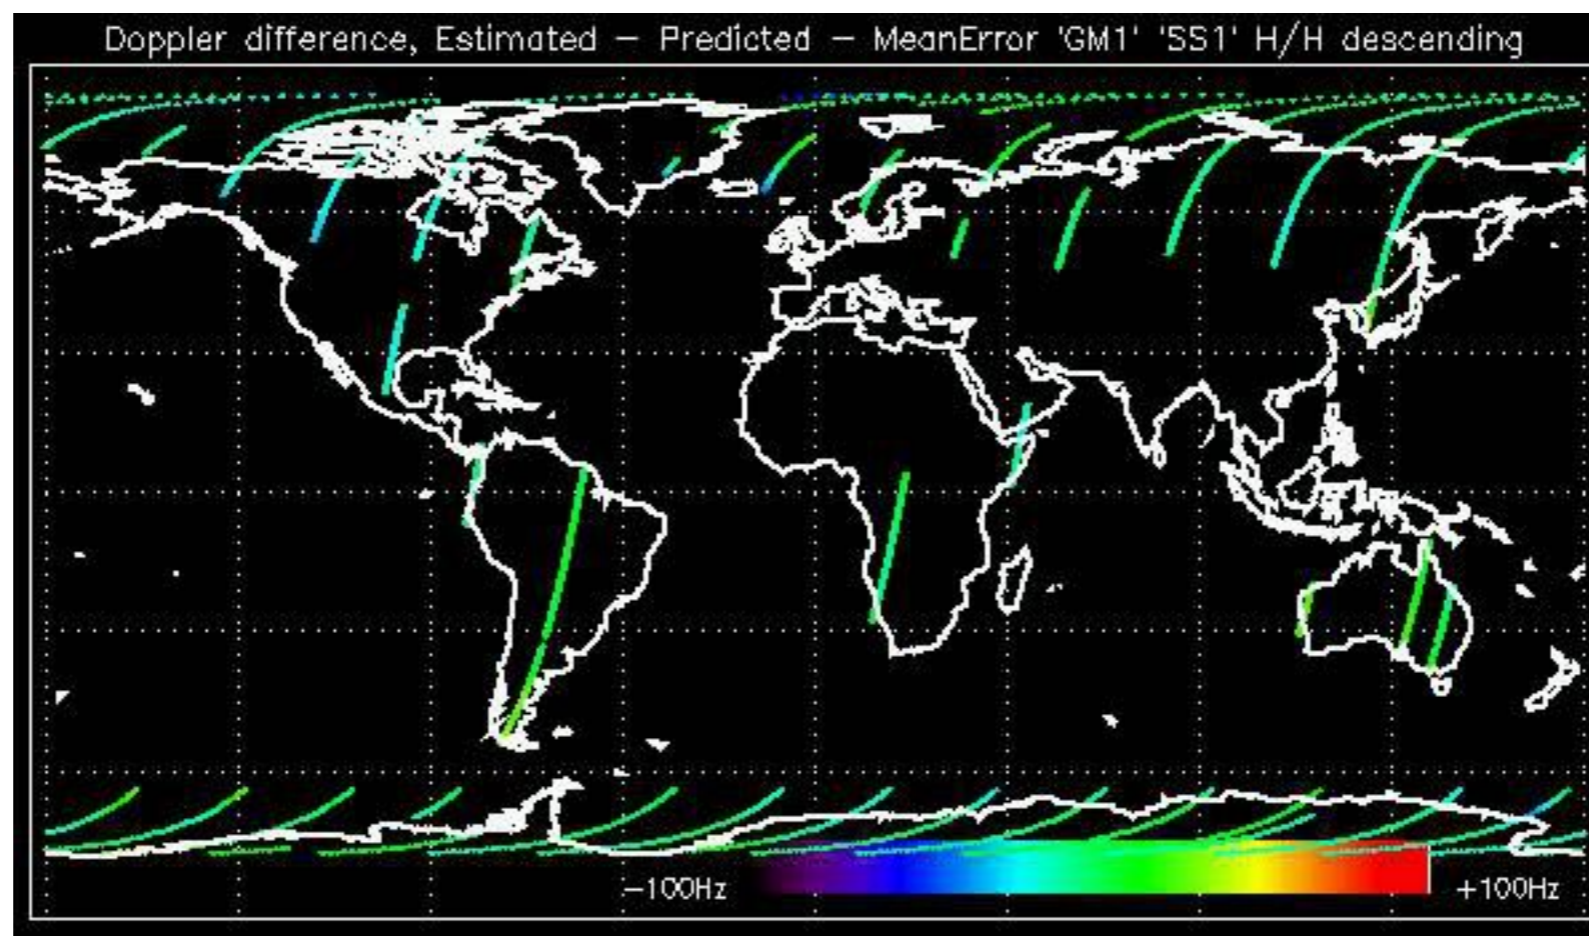 Doppler difference, Estimated – Predicted – MeanError 'GM1' 'SS1' H/H descending
–100Hz
+100Hz